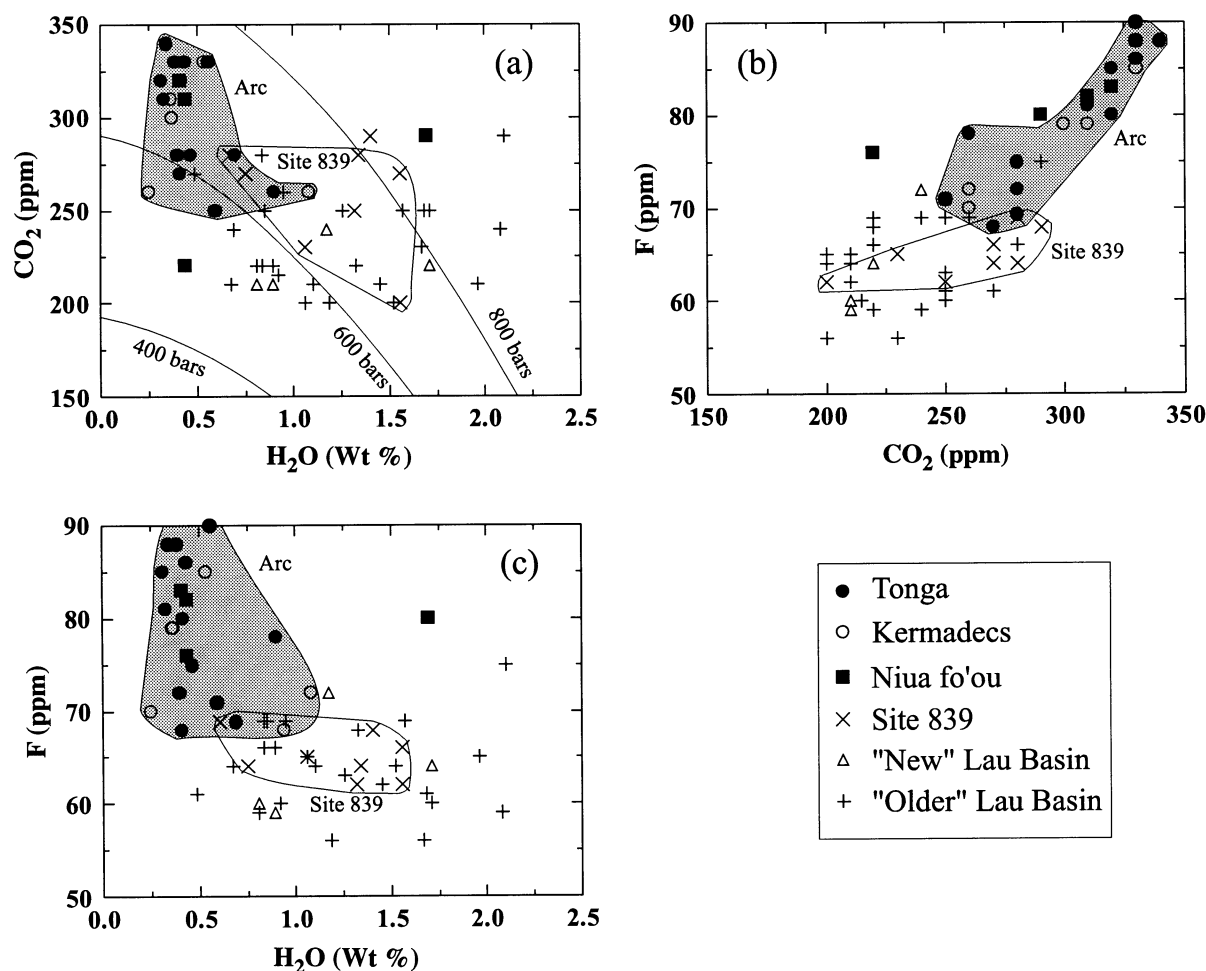 (a)
350
300
250
200
150
CO2 (ppm)
Arc
Site 839
400 bars
600 bars
800 bars
0.0 0.5 1.0 1.5 2.0 2.5
H2O (Wt %)
(b)
90
80
70
60
50
F (ppm)
Arc
Site 839
150 200 250 300 350
CO2 (ppm)
(c)
90
80
70
60
50
F (ppm)
Arc
Site 839
0.0 0.5 1.0 1.5 2.0 2.5
H2O (Wt %)
Tonga
Kermadecs
Niua fo'ou
Site 839
"New" Lau Basin
"Older" Lau Basin